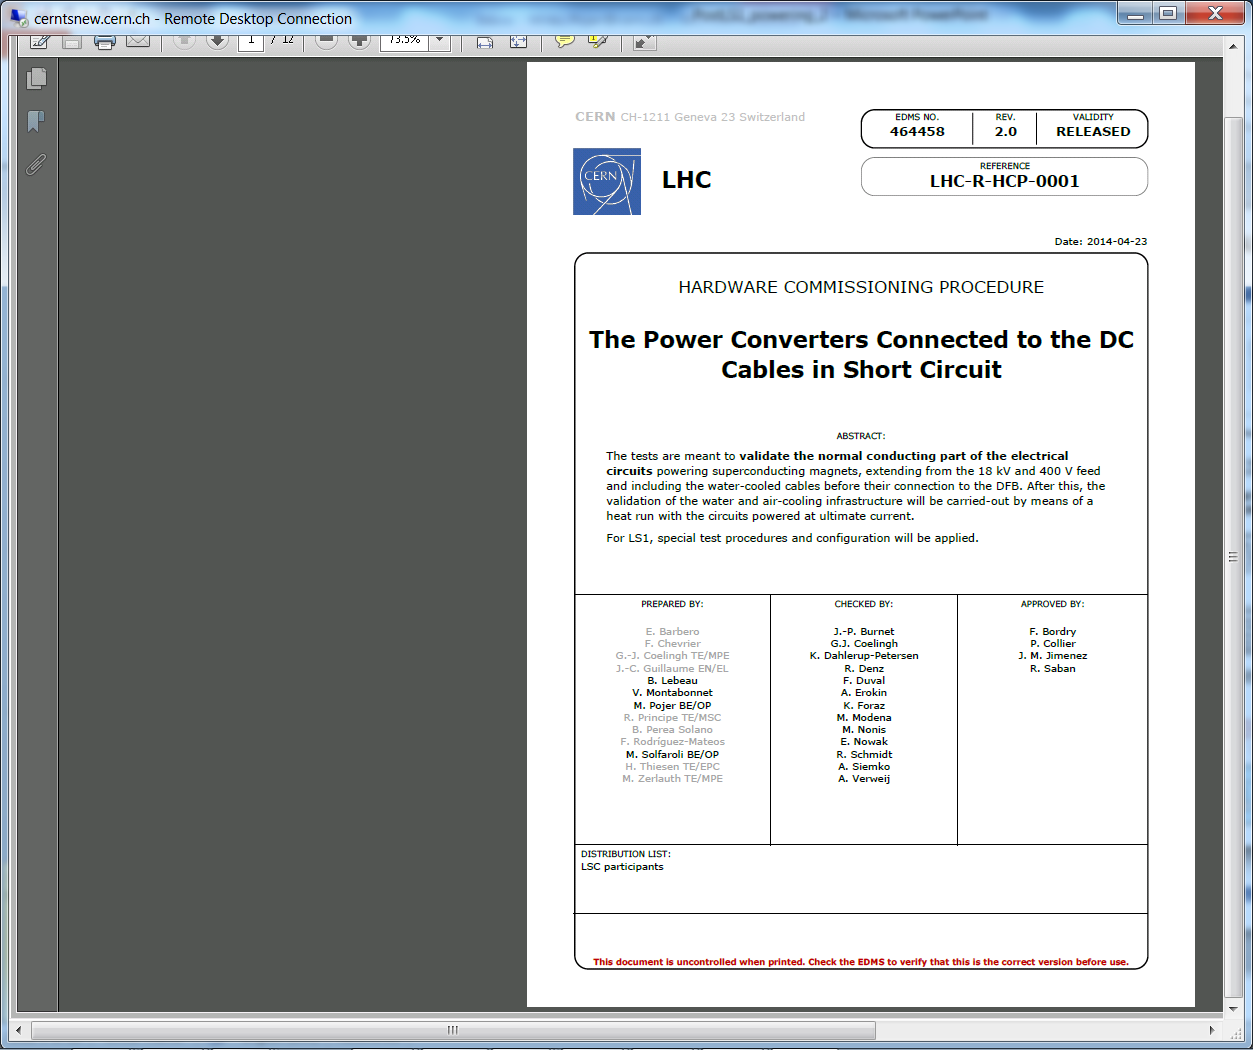 cerntsnew.cern.ch - Remote Desktop Connection
1 / 12
73.5%
CERN CH-1211 Geneva 23 Switzerland
EDMS NO.
464458
REV.
2.0
VALIDITY
RELEASED
REFERENCE
LHC-R-HCP-0001
CERN
LHC
Date: 2014-04-23
HARDWARE COMMISSIONING PROCEDURE
The Power Converters Connected to the DC
Cables in Short Circuit
ABSTRACT:
The tests are meant to validate the normal conducting part of the electrical
circuits powering superconducting magnets, extending from the 18 kV and 400 V feed
and including the water-cooled cables before their connection to the DFB. After this, the
validation of the water and air-cooling infrastructure will be carried-out by means of a
heat run with the circuits powered at ultimate current.
For LS1, special test procedures and configuration will be applied.
PREPARED BY:
E. Barbero
F. Chevrier
G.-J. Coelingh TE/MPE
J.-C. Guillaume EN/EL
B. Lebeau
V. Montabonnet
M. Pojer BE/OP
R. Principe TE/MSC
B. Perea Solano
F. Rodríguez-Mateos
M. Solfaroli BE/OP
H. Thiesen TE/EPC
M. Zerlauth TE/MPE
CHECKED BY:
J.-P. Burnet
G.J. Coelingh
K. Dahlerup-Petersen
R. Denz
F. Duval
A. Erokin
K. Foraz
M. Modena
M. Nonis
E. Nowak
R. Schmidt
A. Siemko
A. Verweij
APPROVED BY:
F. Bordry
P. Collier
J. M. Jimenez
R. Saban
DISTRIBUTION LIST:
LSC participants
This document is uncontrolled when printed. Check the EDMS to verify that this is the correct version before use.